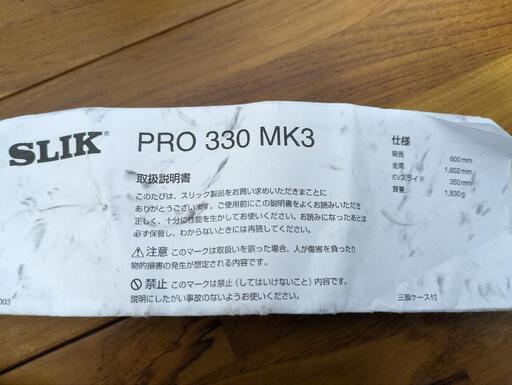 SLIK®
PRO 330 MK3
取扱説明書
このたびは、スリック製品をお買い求めいただきまことに
ありがとうございます。ご使用前にこの説明書をよくお読みいただき
正しく、十分に性能を生かしてお使いください。お読みになったあとは
必ず保管し、わからないときには再読してください。
⚠注意 このマークは取扱いを誤った場合、人が傷害を負ったり
物的損害の発生が想定される内容です。
禁止 このマークは禁止(してはいけないこと)内容です。
説明にしたがい事故のないようお使いください。
仕様
縮長 600mm
全高 1,602mm
EVスライド 350mm
質量 1,830g
三脚ケース付
003